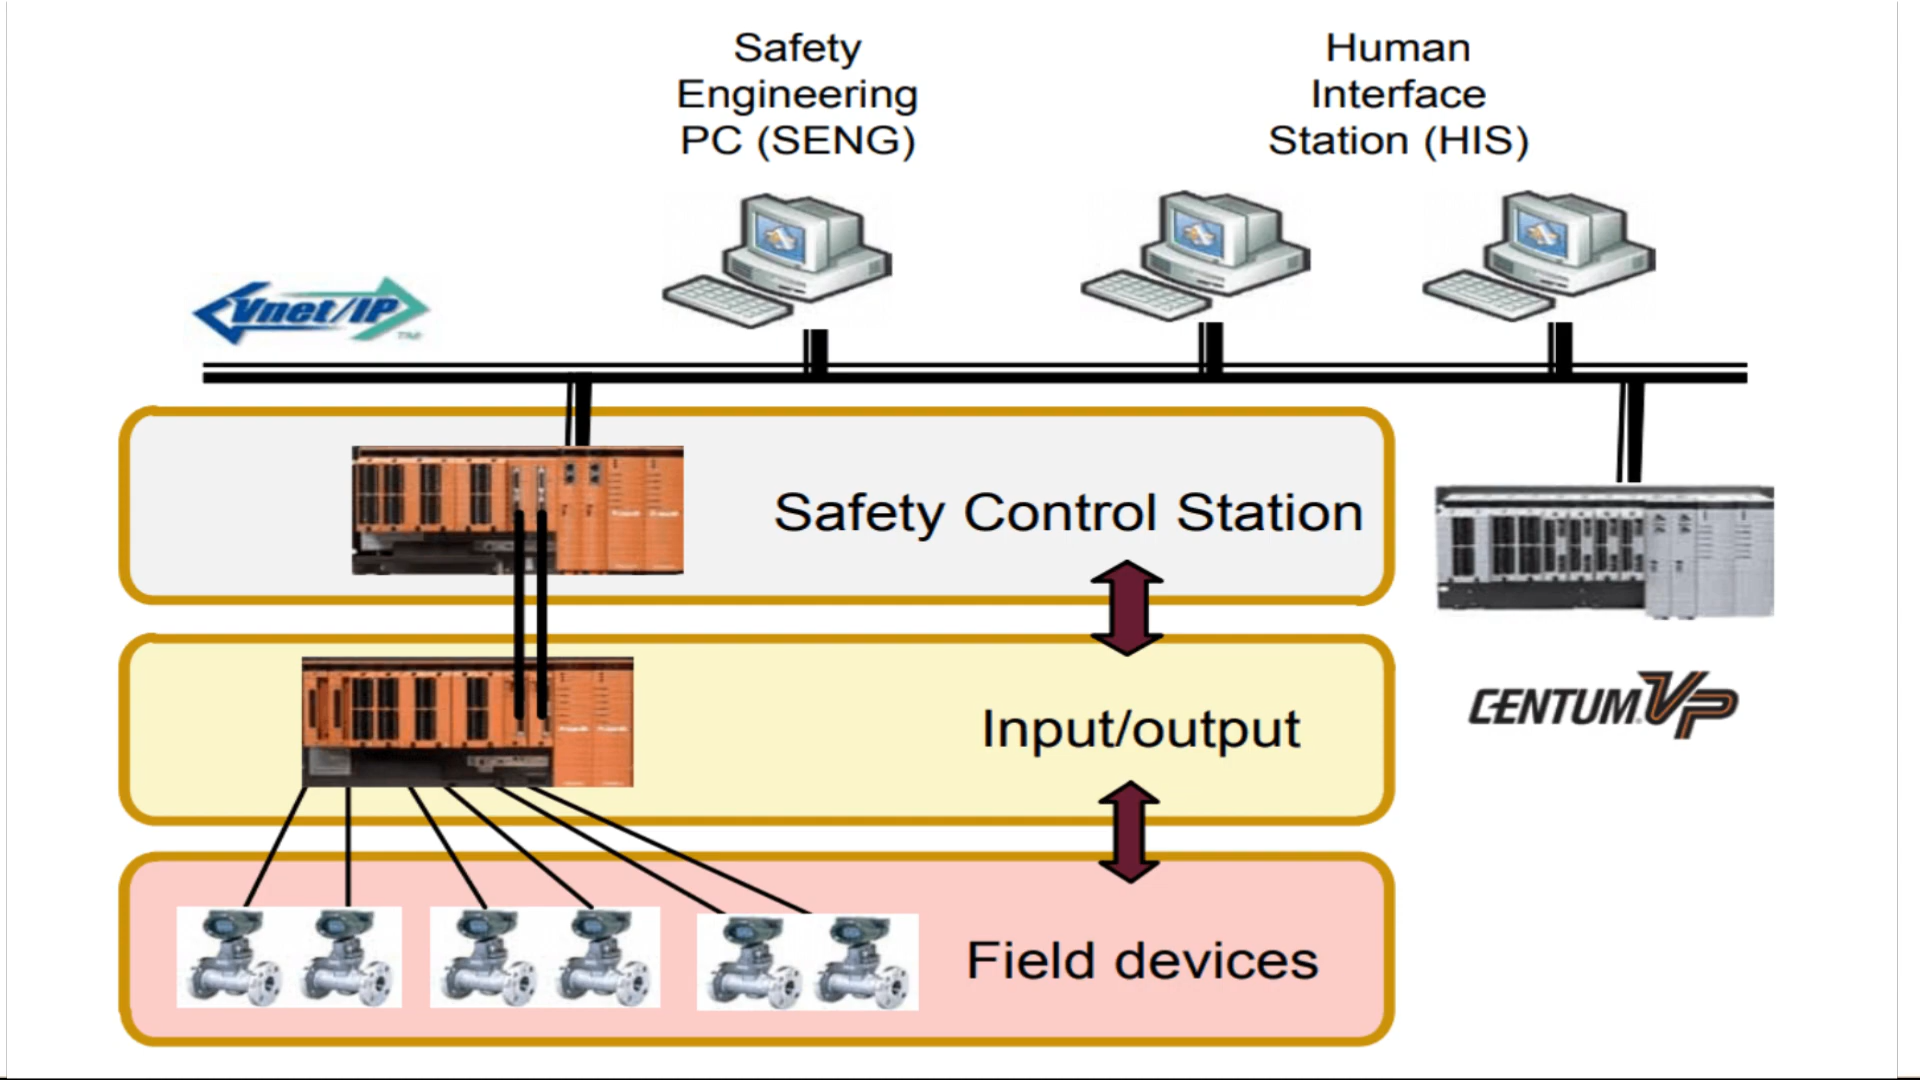 Safety
Engineering
PC (SENG)
Human
Interface
Station (HIS)
Vnet/IP
TM
Safety Control Station
Input/output
CENTUM VP
Field devices